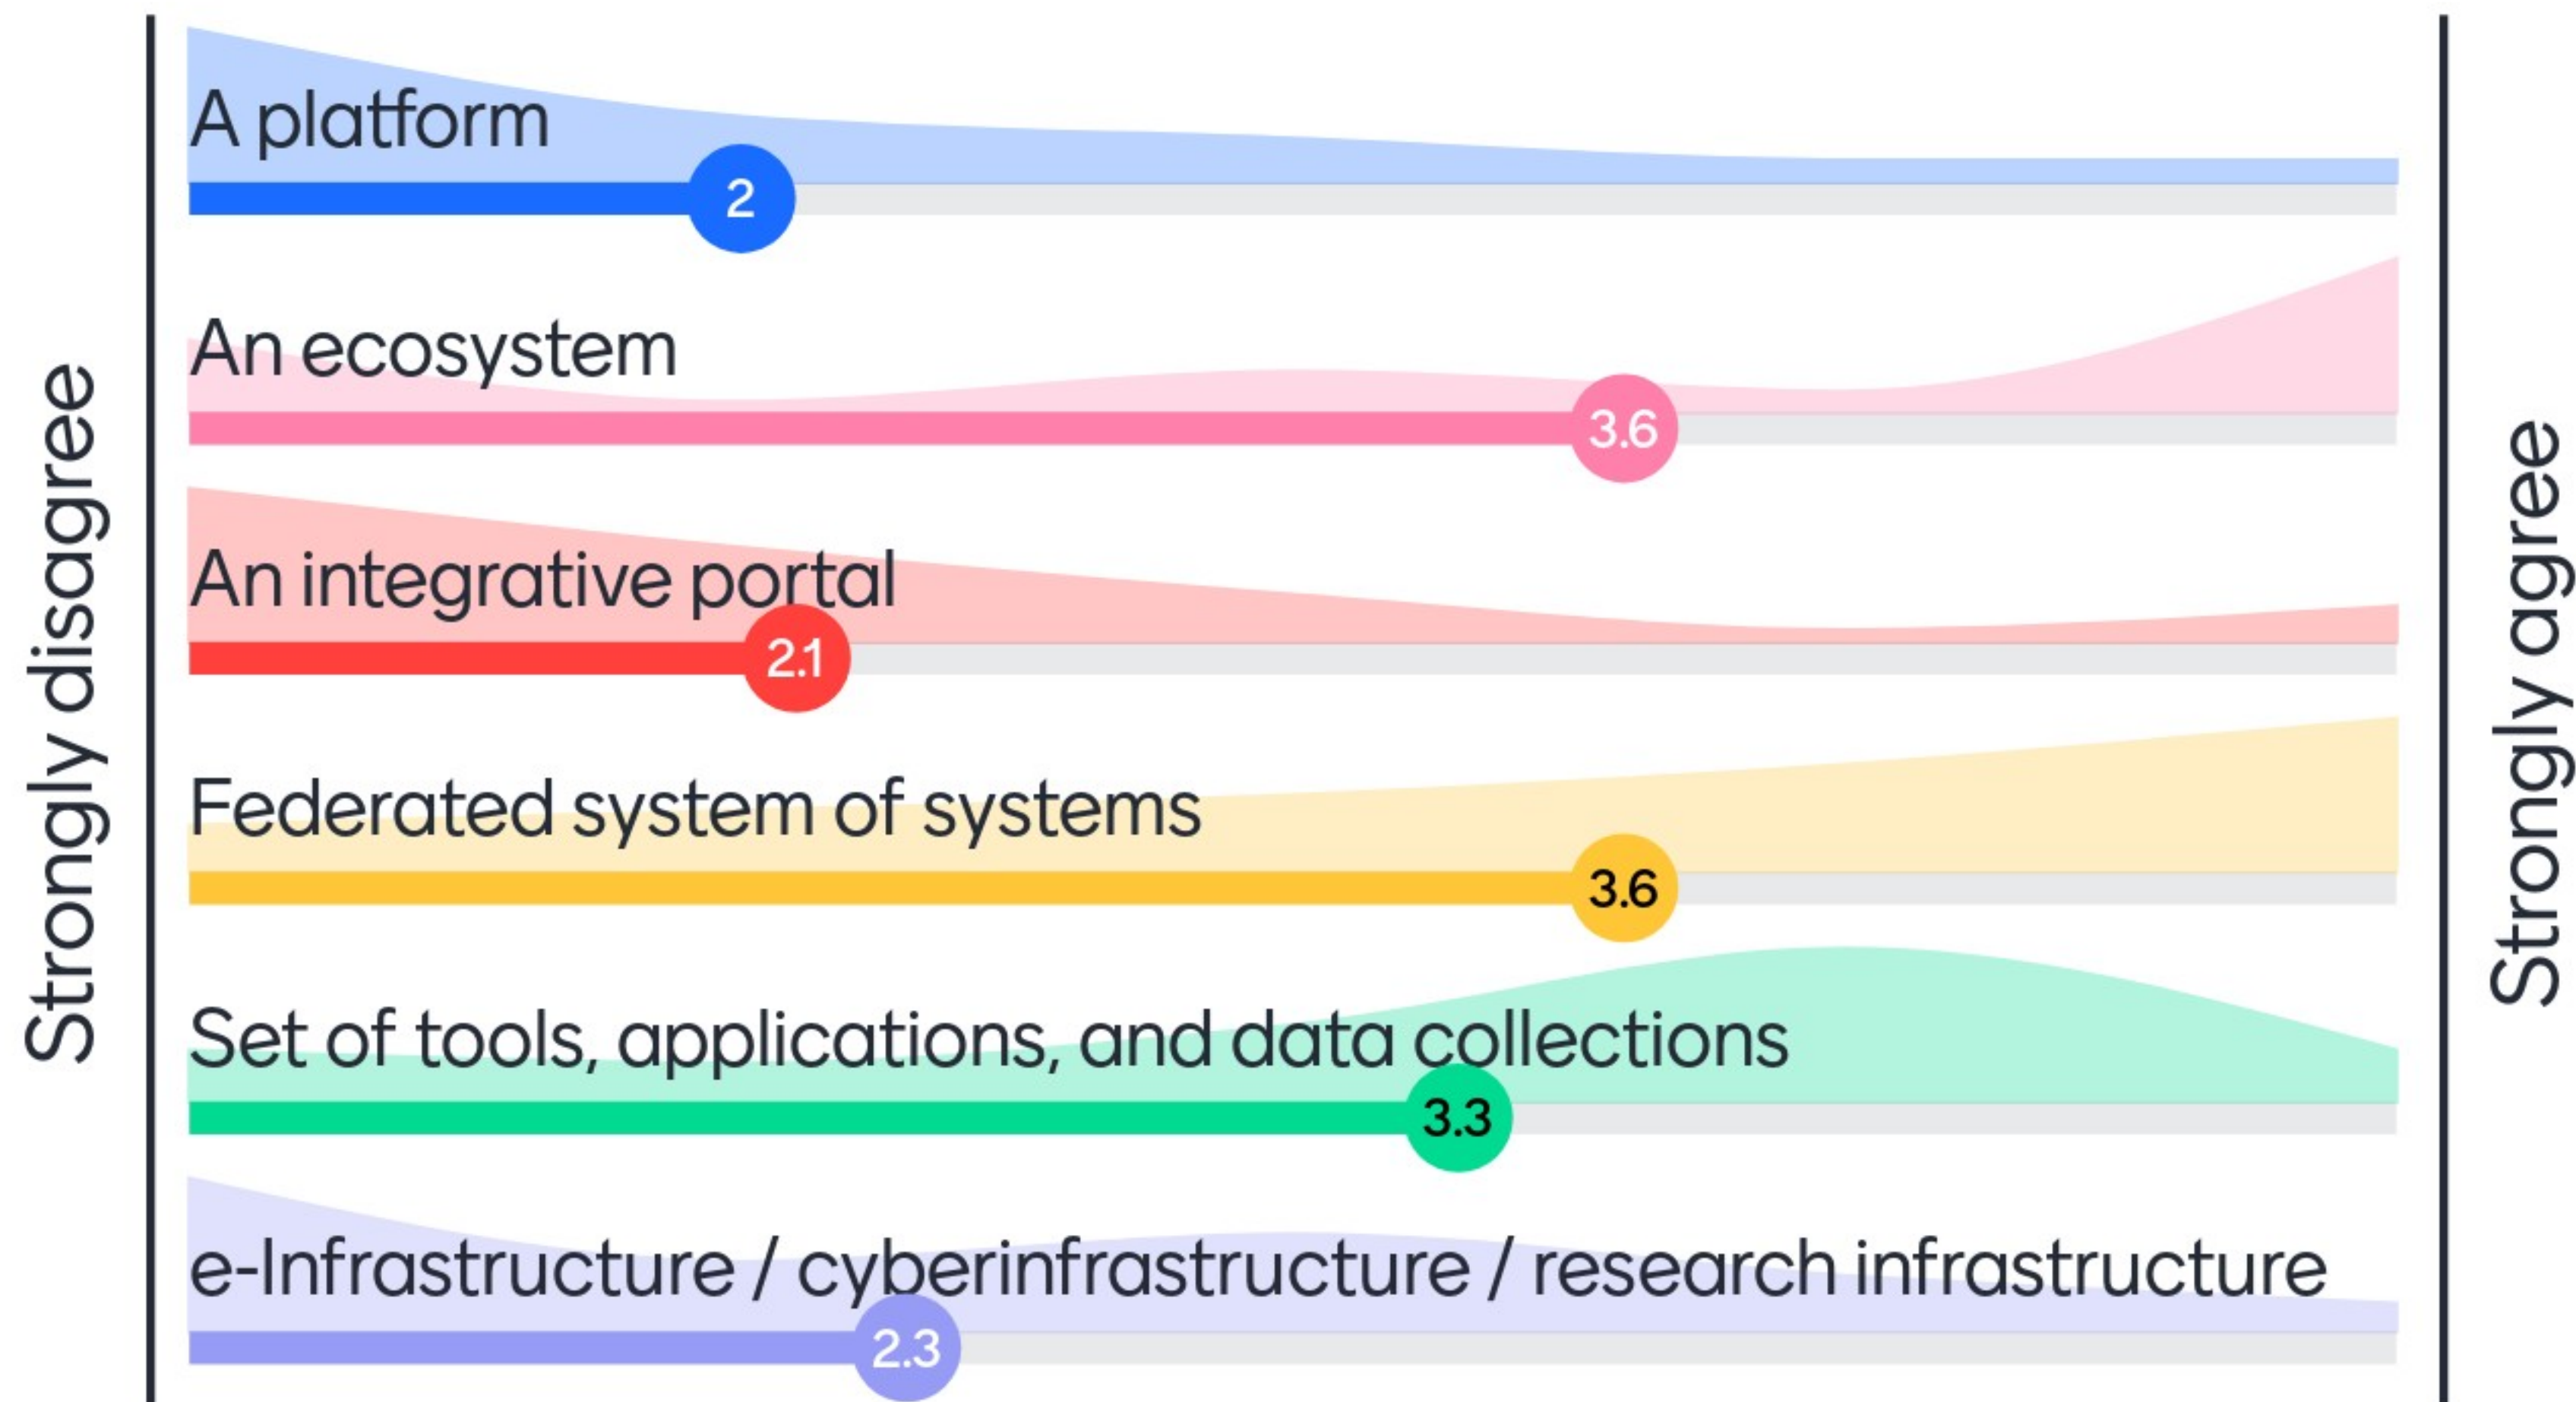 Strongly disagree
A platform
2
An ecosystem
3.6
An integrative portal
2.1
Federated system of systems
3.6
Set of tools, applications, and data collections
3.3
e-Infrastructure / cyberinfrastructure / research infrastructure
2.3
Strongly agree